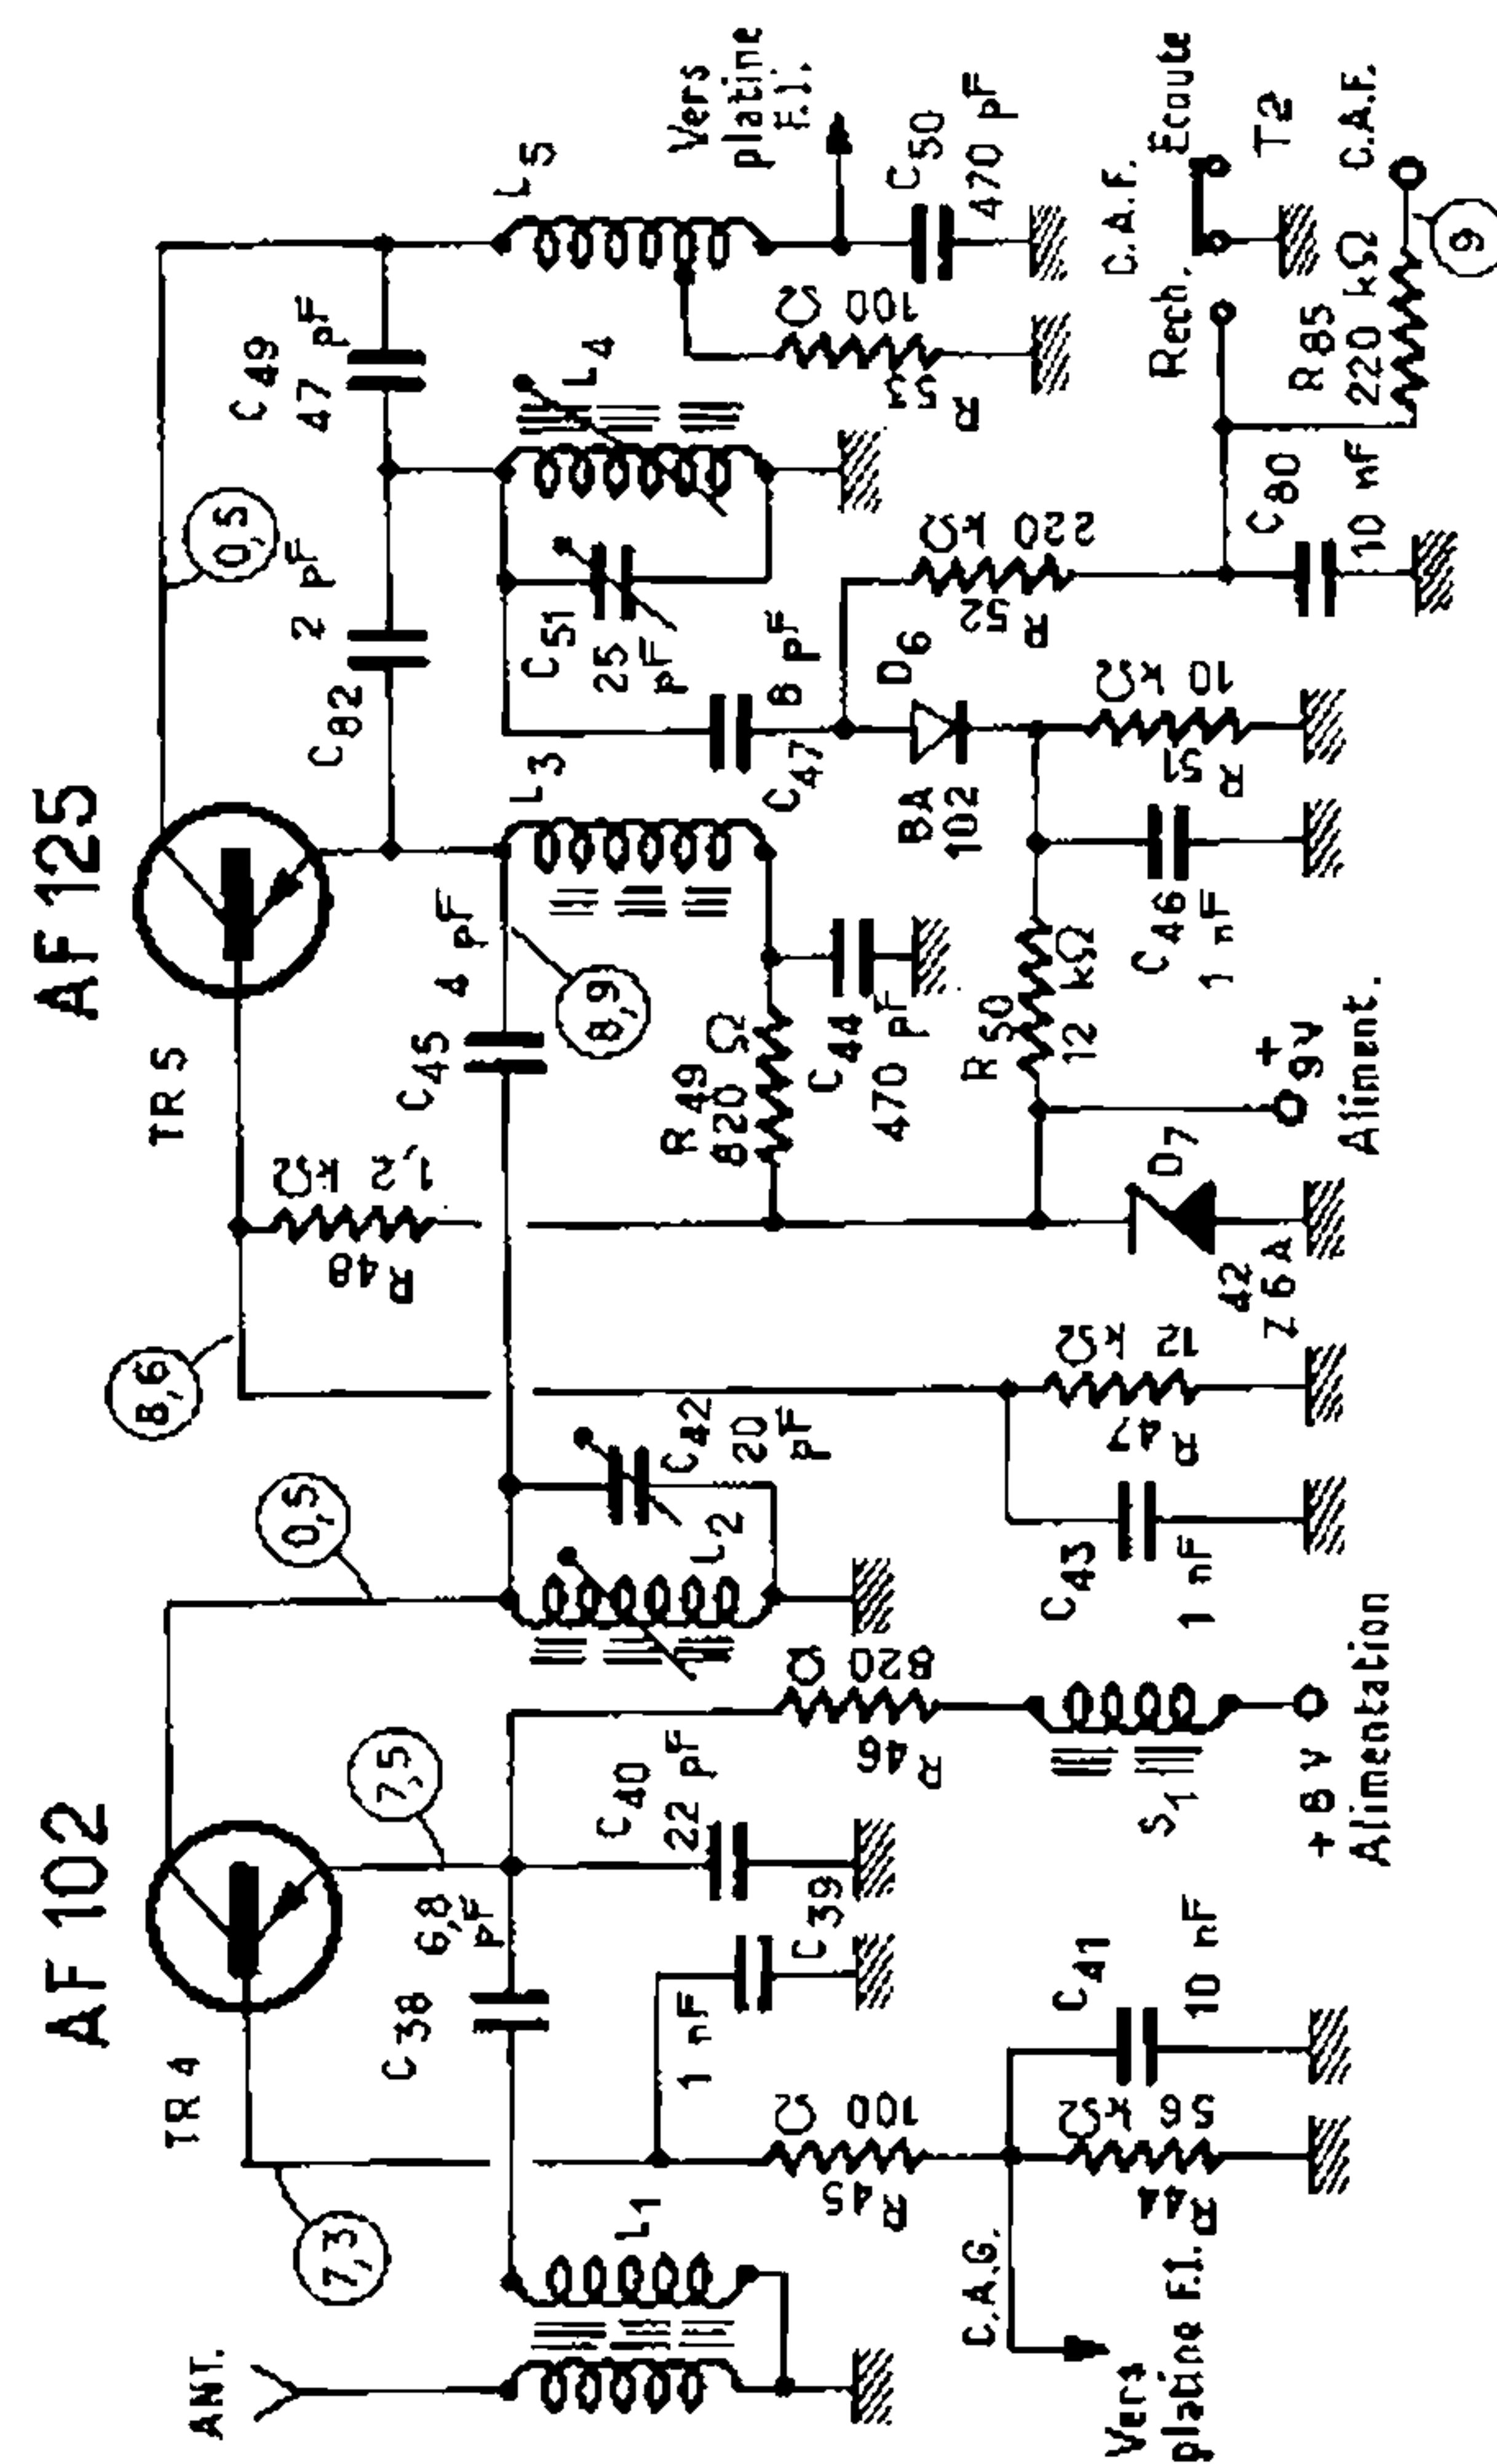 AF 102
AF 125
TR 4
TR 5
ANT.
L1
7,3
C38
6,8
pF
7,5
0,5
8,6
R48
1,2 kΩ
C45
4 pF
8,9
C82
2 pF
0,5
C49
47 pF
L5
L4
L3
L2
C40
22 pF
C39
1 nF
R45
100 Ω
R46
820 Ω
C42
20
pF
R49
820 Ω
C44
470 pF
C47
8 pF
C51
25
pF
R53
100 Ω
Vers
platine
F.I.
C50
470 pF
C.A.G.
Vers
platine F.I.
R44
56 kΩ
C41
10 nF
S1
+ 8 V
Alimentation
C43
1 nF
R47
12 kΩ
D7
42
Z6A
R50
12 kΩ
+
9V
Aliment.
C46
1 nF
BA
102
D6
R51
10 kΩ
R52
220 kΩ
C80
10 nF
Rech.
C.A.F.
Ecoute
T2
R85
220 kΩ
C.A.F.
9